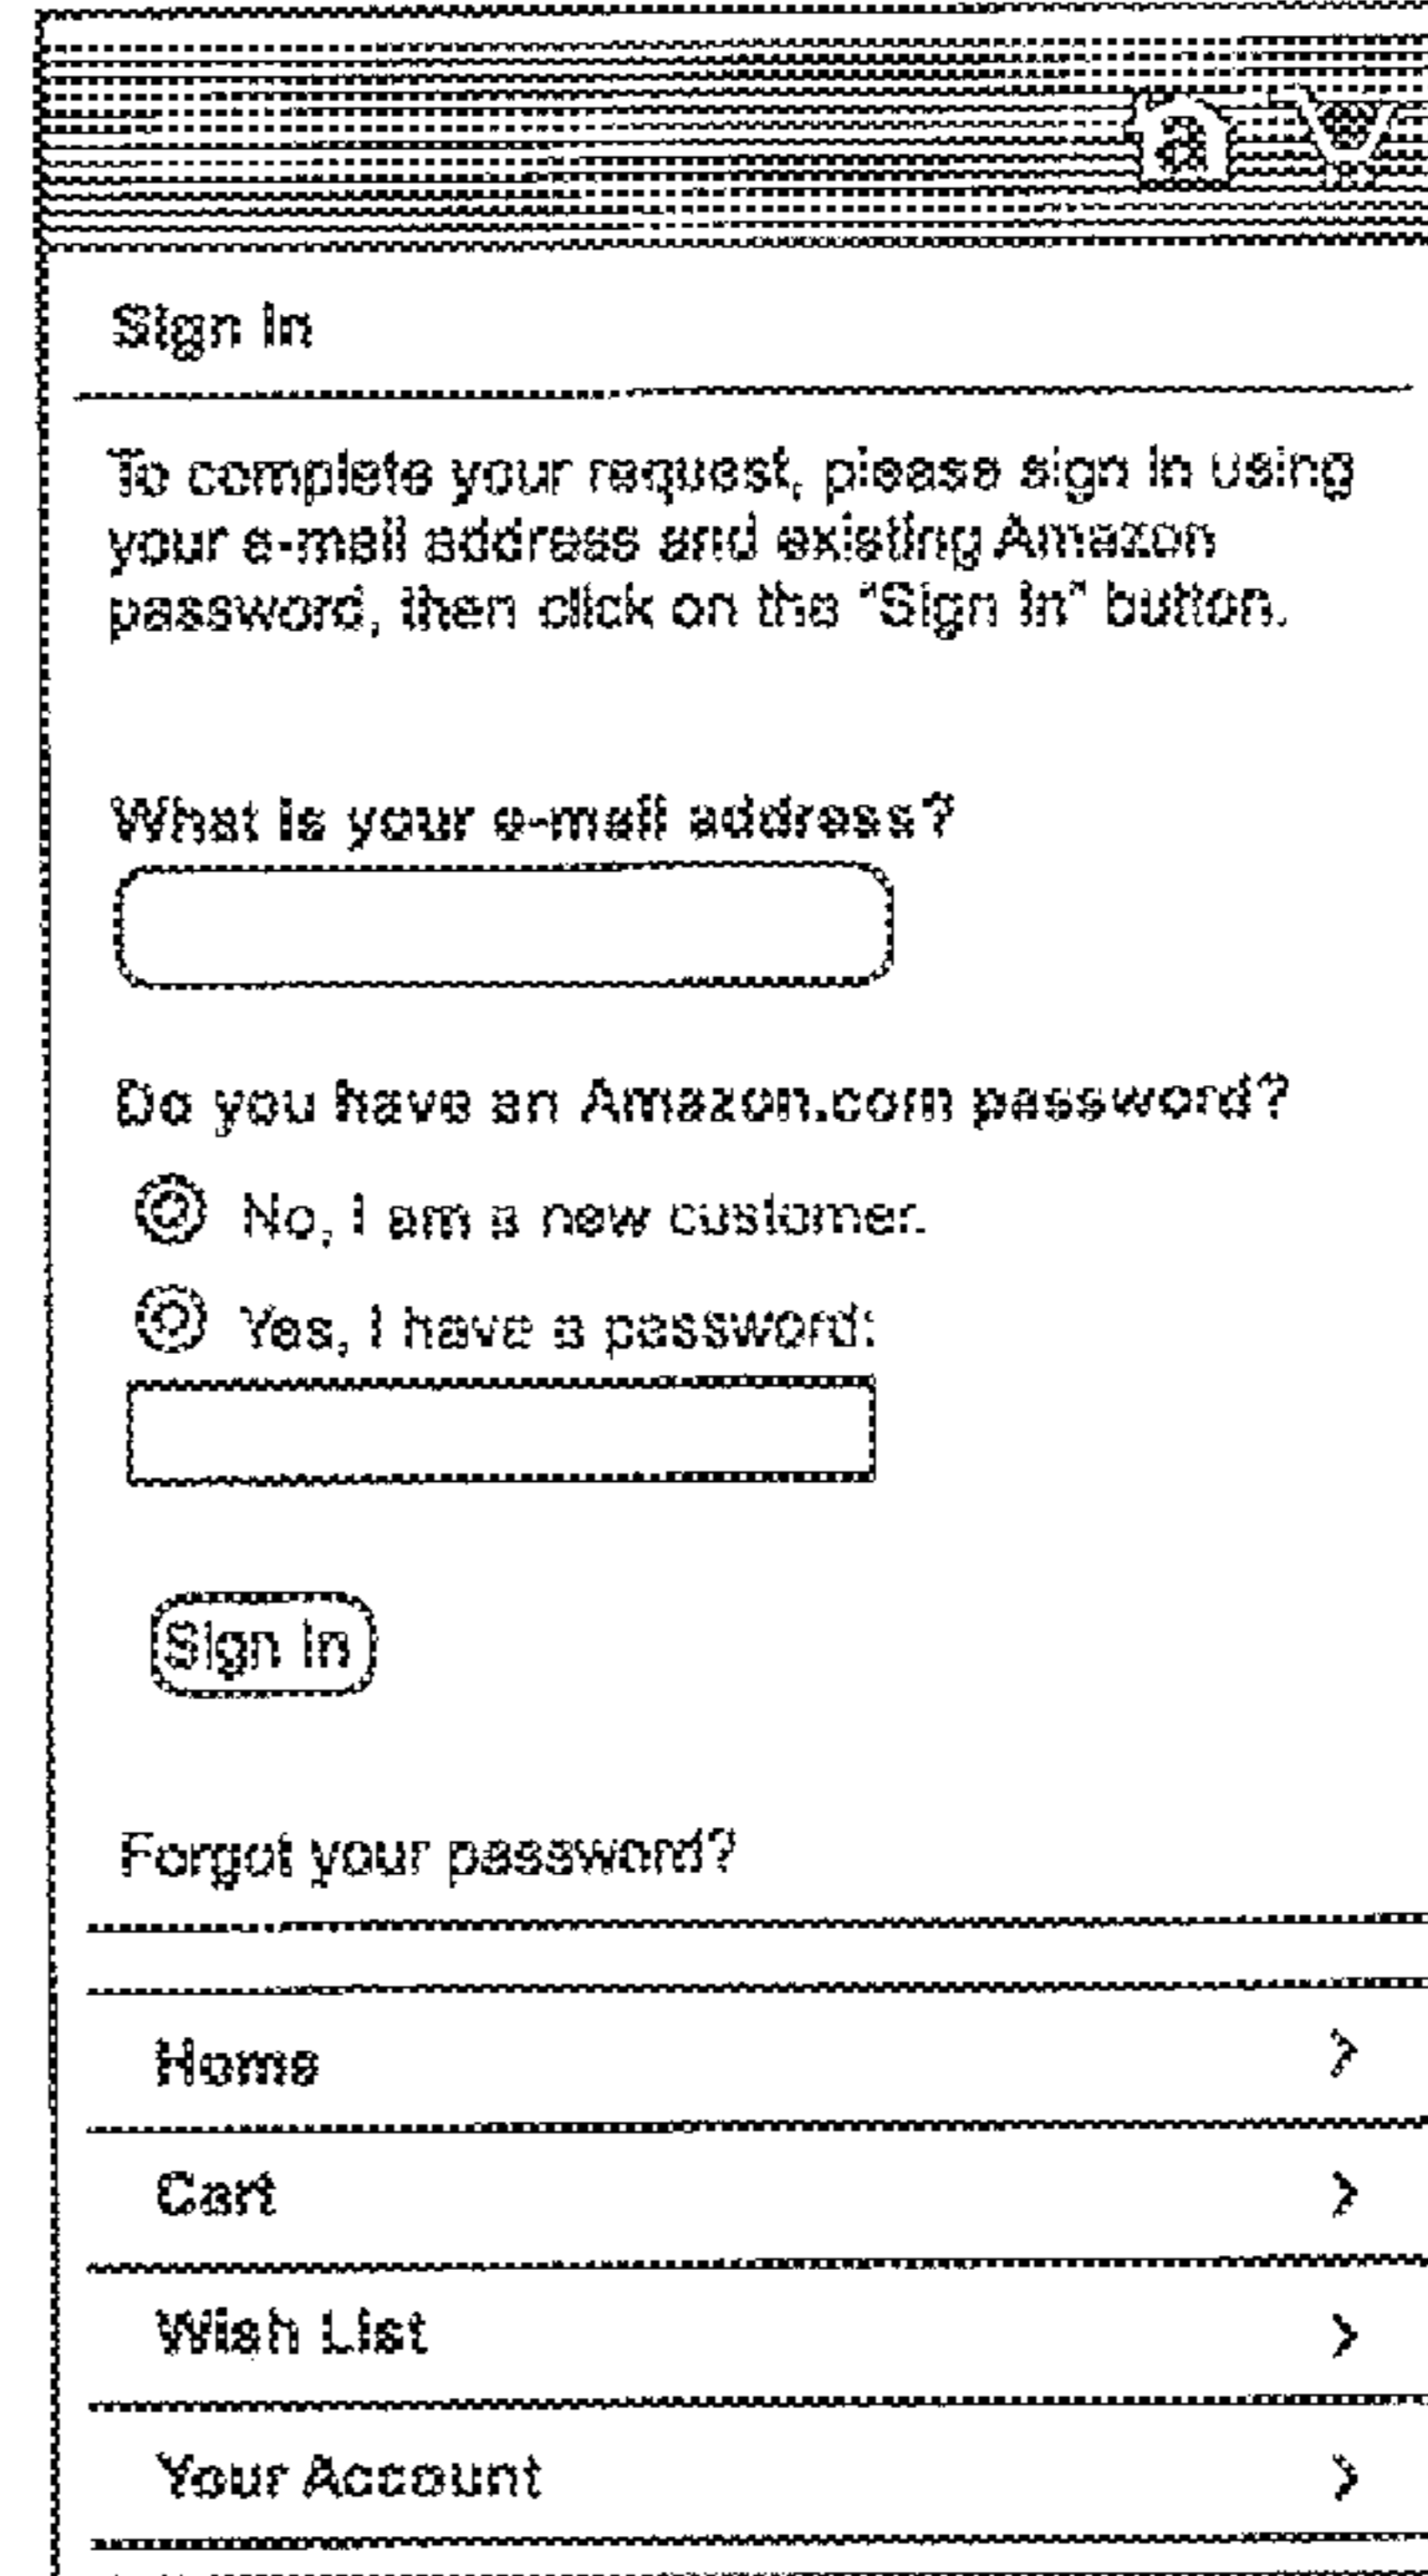 a
Sign In
To complete your request, please sign in using
your e-mail address and existing Amazon
password, then click on the "Sign In" button.
What is your e-mail address?
Do you have an Amazon.com password?
No, I am a new customer.
Yes, I have a password:
Sign In
Forgot your password?
Home
Cart
Wish List
Your Account